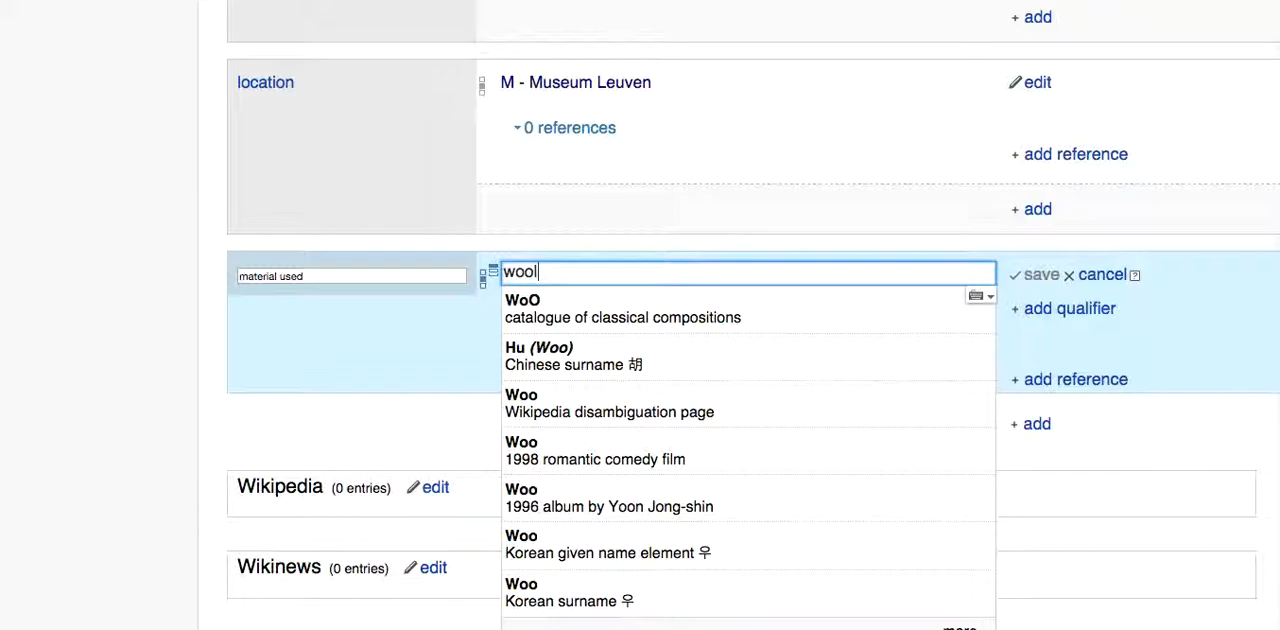 + add
location
M - Museum Leuven
edit
0 references
+ add reference
+ add
material used
wool
save
cancel
?
WoO
catalogue of classical compositions
+ add qualifier
Hu (Woo)
Chinese surname 胡
+ add reference
Woo
Wikipedia disambiguation page
+ add
Woo
1998 romantic comedy film
Woo
1996 album by Yoon Jong-shin
Woo
Korean given name element 우
Woo
Korean surname 우
more
Wikipedia (0 entries) edit
Wikinews (0 entries) edit